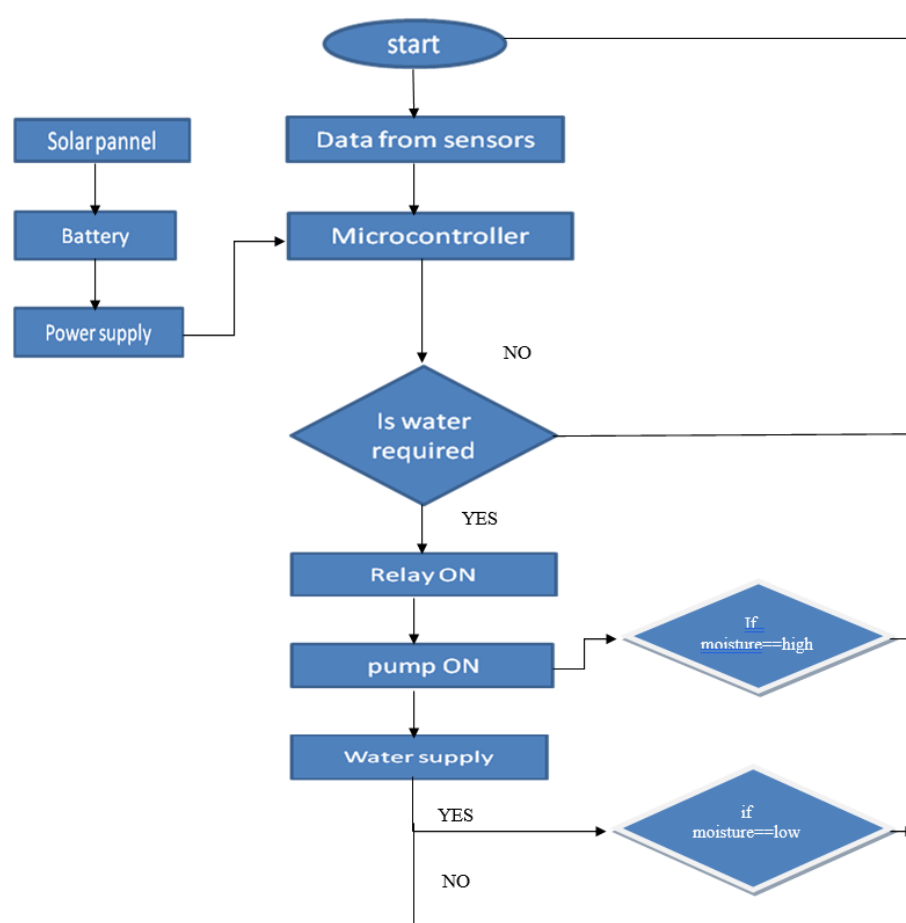 start
Data from sensors
Solar pannel
Microcontroller
Battery
Power supply
NO
Is water
required
YES
Relay ON
If
moisture==high
pump ON
Water supply
YES
if
moisture==low
NO